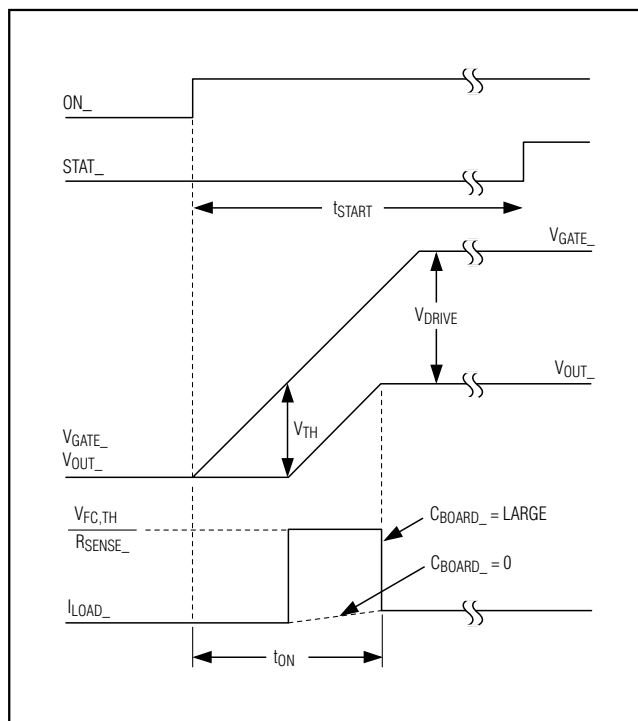 ON_
STAT_
tSTART
VGATE_
VDRIVE
VOUT_
VTH
VGATE_
VOUT_
VFC,TH
RSENSE_
CBOARD_ = LARGE
CBOARD_ = 0
ILOAD_
tON